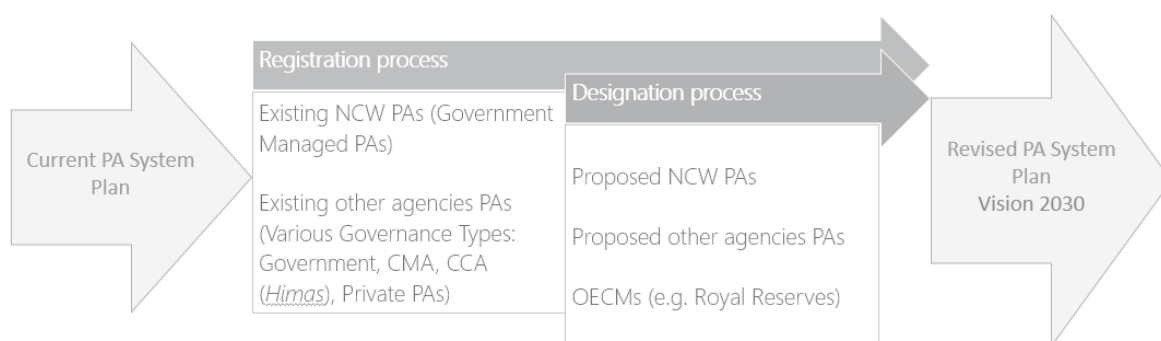 Current PA System
Plan
Registration process
Existing NCW PAs (Government
Managed PAs)
Existing other agencies PAs
(Various Governance Types:
Government, CMA, CCA
(Himas), Private PAs)
Designation process
Proposed NCW PAs
Proposed other agencies PAs
OECMs (e.g. Royal Reserves)
Revised PA System
Plan
Vision 2030